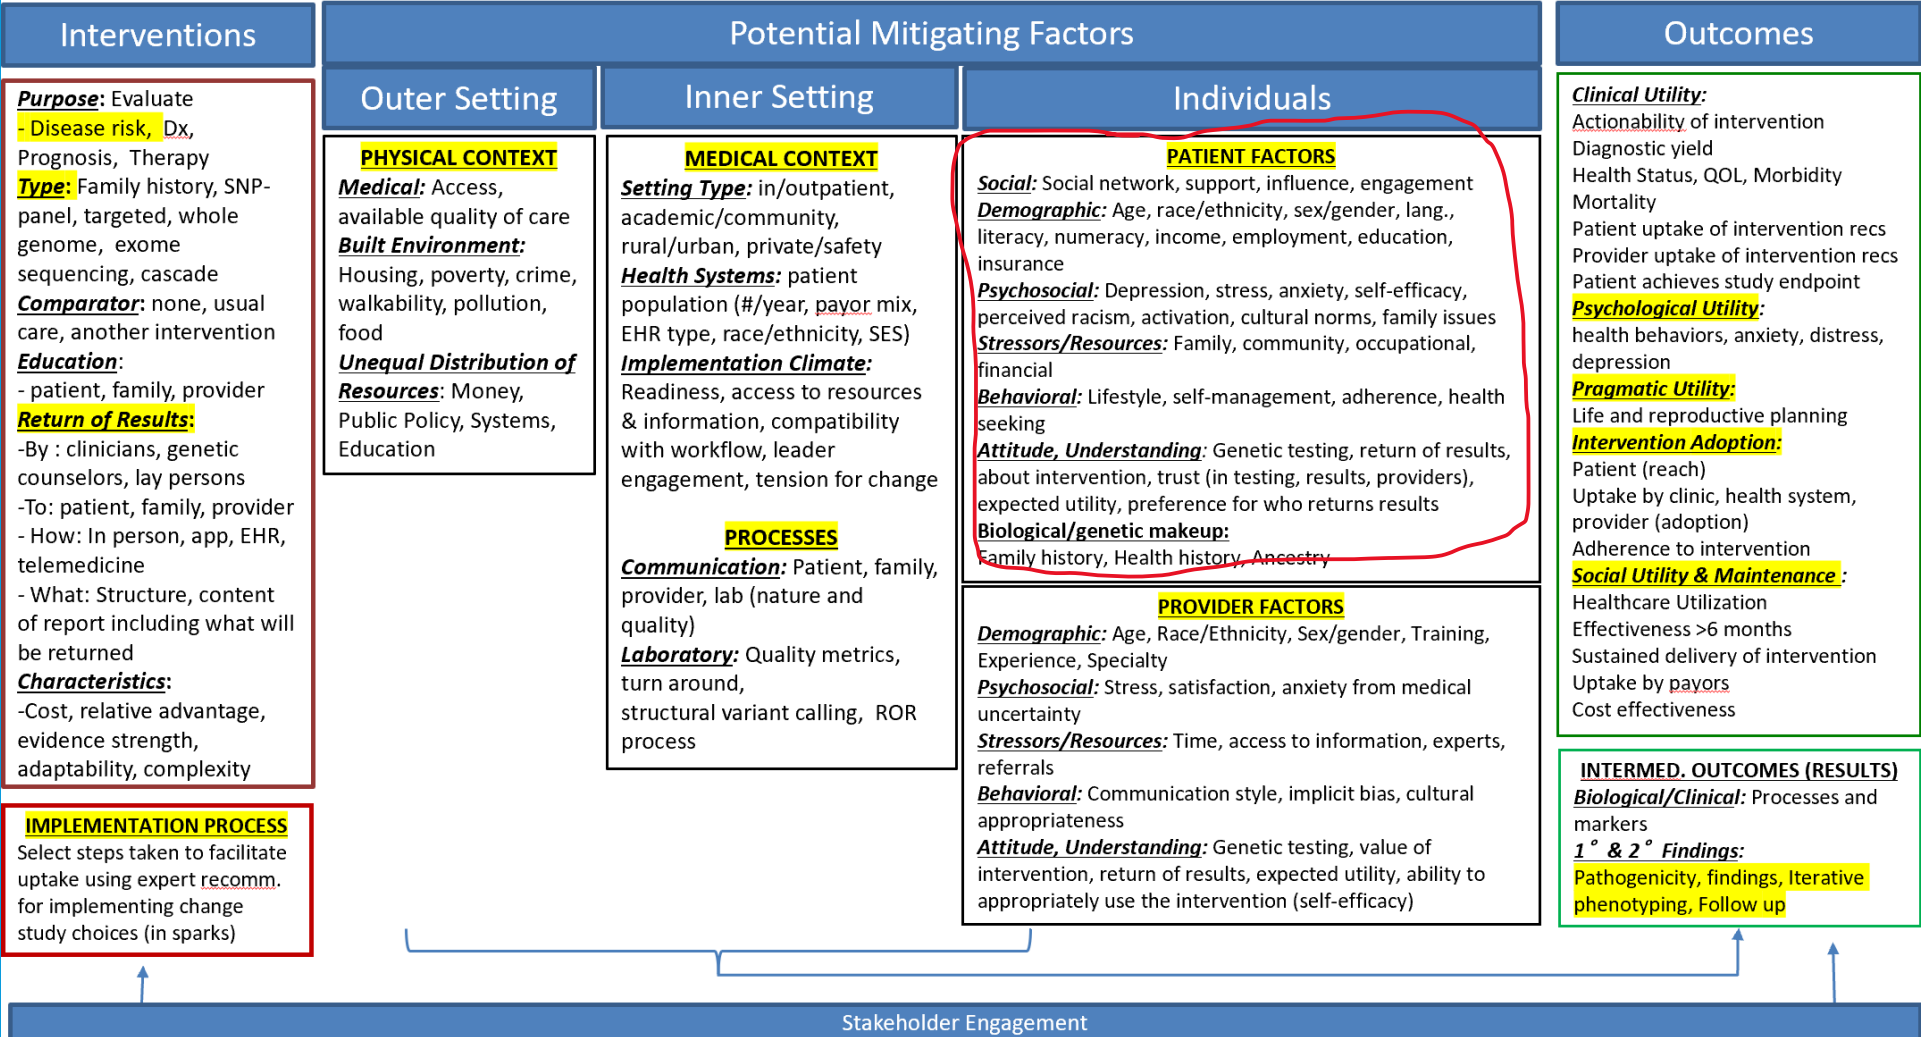 Interventions
Potential Mitigating Factors
Outcomes
Outer Setting
Inner Setting
Individuals
Purpose: Evaluate
- Disease risk, Dx,
Prognosis, Therapy
Type: Family history, SNP-
panel, targeted, whole
genome, exome
sequencing, cascade
Comparator: none, usual
care, another intervention
Education:
- patient, family, provider
Return of Results:
-By : clinicians, genetic
counselors, lay persons
-To: patient, family, provider
- How: In person, app, EHR,
telemedicine
- What: Structure, content
of report including what will
be returned
Characteristics:
-Cost, relative advantage,
evidence strength,
adaptability, complexity
IMPLEMENTATION PROCESS
Select steps taken to facilitate
uptake using expert recomm.
for implementing change
study choices (in sparks)
PHYSICAL CONTEXT
Medical: Access,
available quality of care
Built Environment:
Housing, poverty, crime,
walkability, pollution,
food
Unequal Distribution of
Resources: Money,
Public Policy, Systems,
Education
MEDICAL CONTEXT
Setting Type: in/outpatient,
academic/community,
rural/urban, private/safety
Health Systems: patient
population (#/year, payor mix,
EHR type, race/ethnicity, SES)
Implementation Climate:
Readiness, access to resources
& information, compatibility
with workflow, leader
engagement, tension for change
PROCESSES
Communication: Patient, family,
provider, lab (nature and
quality)
Laboratory: Quality metrics,
turn around,
structural variant calling, ROR
process
PATIENT FACTORS
Social: Social network, support, influence, engagement
Demographic: Age, race/ethnicity, sex/gender, lang.,
literacy, numeracy, income, employment, education,
insurance
Psychosocial: Depression, stress, anxiety, self-efficacy,
perceived racism, activation, cultural norms, family issues
Stressors/Resources: Family, community, occupational,
financial
Behavioral: Lifestyle, self-management, adherence, health
seeking
Attitude, Understanding: Genetic testing, return of results,
about intervention, trust (in testing, results, providers),
expected utility, preference for who returns results
Biological/genetic makeup:
Family history, Health history, Ancestry
PROVIDER FACTORS
Demographic: Age, Race/Ethnicity, Sex/gender, Training,
Experience, Specialty
Psychosocial: Stress, satisfaction, anxiety from medical
uncertainty
Stressors/Resources: Time, access to information, experts,
referrals
Behavioral: Communication style, implicit bias, cultural
appropriateness
Attitude, Understanding: Genetic testing, value of
intervention, return of results, expected utility, ability to
appropriately use the intervention (self-efficacy)
Clinical Utility:
Actionability of intervention
Diagnostic yield
Health Status, QOL, Morbidity
Mortality
Patient uptake of intervention recs
Provider uptake of intervention recs
Patient achieves study endpoint
Psychological Utility:
health behaviors, anxiety, distress,
depression
Pragmatic Utility:
Life and reproductive planning
Intervention Adoption:
Patient (reach)
Uptake by clinic, health system,
provider (adoption)
Adherence to intervention
Social Utility & Maintenance :
Healthcare Utilization
Effectiveness >6 months
Sustained delivery of intervention
Uptake by payors
Cost effectiveness
INTERMED. OUTCOMES (RESULTS)
Biological/Clinical: Processes and
markers
1° & 2° Findings:
Pathogenicity, findings, Iterative
phenotyping, Follow up
Stakeholder Engagement